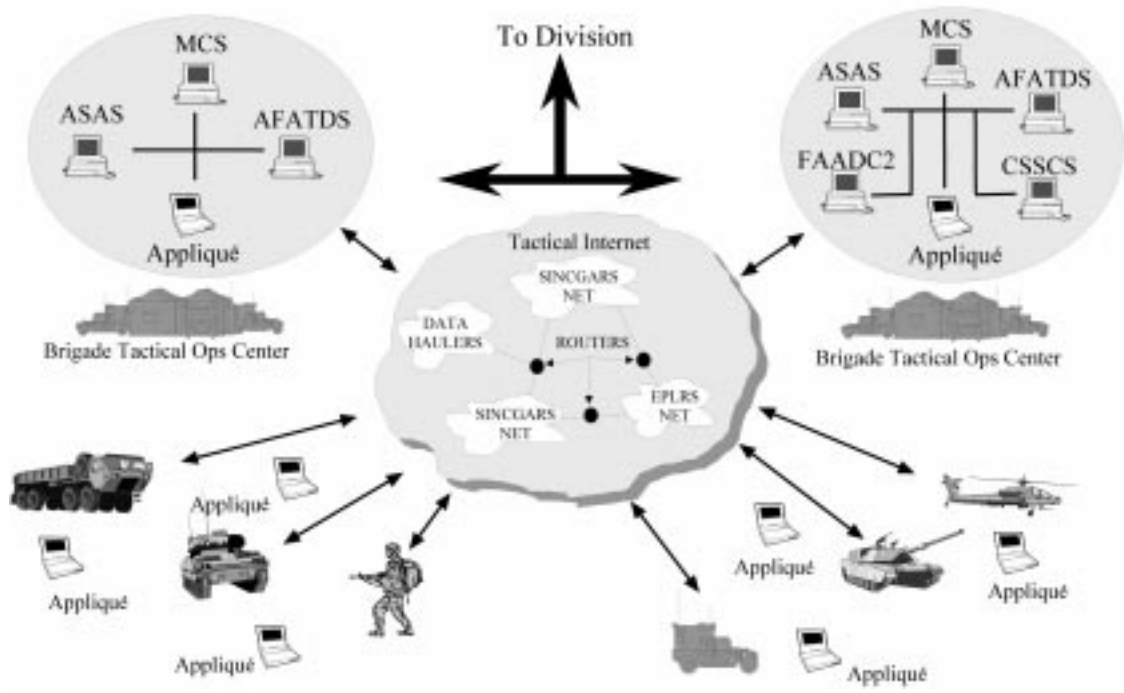 MCS
ASAS
AFATDS
Appliqué
Brigade Tactical Ops Center
To Division
MCS
ASAS
AFATDS
FAADC2
CSSCS
Appliqué
Brigade Tactical Ops Center
Tactical Internet
SINCGARS
NET
DATA
HAULERS
ROUTERS
SINCGARS
NET
EPLRS
NET
Appliqué
Appliqué
Appliqué
Appliqué
Appliqué
Appliqué